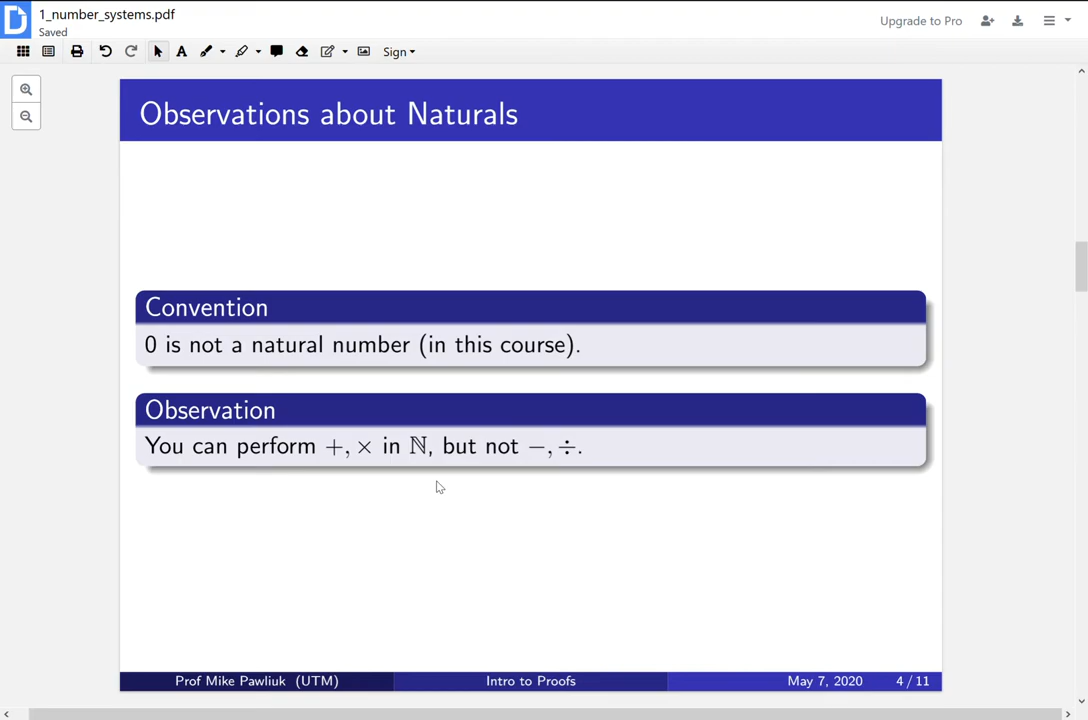 1_number_systems.pdf
Saved
Upgrade to Pro
Sign
Observations about Naturals
Convention
0 is not a natural number (in this course).
Observation
You can perform +, × in ℕ, but not −, ÷.
Prof Mike Pawliuk (UTM) Intro to Proofs May 7, 2020 4 / 11